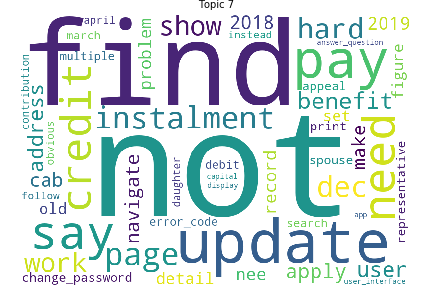 Topic 7
april
show
2018
instead
hard
2019
march
answer_question
contribution
multiple
find
problem
pay
figure
appeal
obvious
address
credit
instalment
benefit
set
print
make
need
cab
navigate
daughter
not
debit
capital
display
record
spouse
dec
representative
follow
old
say
error_code
search
app
work
page
update
user
change_password
detail
nee
apply
user_interface